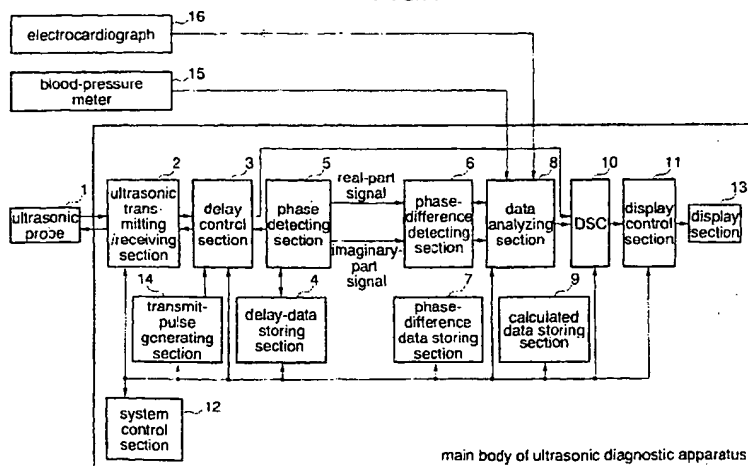 16
electrocardiograph
15
blood-pressure
meter
1
ultrasonic
probe
2
ultrasonic
trans-
mitting
/receiving
section
3
delay
control
section
5
phase
detecting
section
real-part
signal
imaginary-
part
signal
6
phase-
difference
detecting
section
8
data
analyzing
section
10
DSC
11
display
control
section
13
display
section
14
transmit-
pulse
generating
section
4
delay-data
storing
section
7
phase-
difference
data storing
section
9
calculated
data storing
section
12
system
control
section
main body of ultrasonic diagnostic apparatus